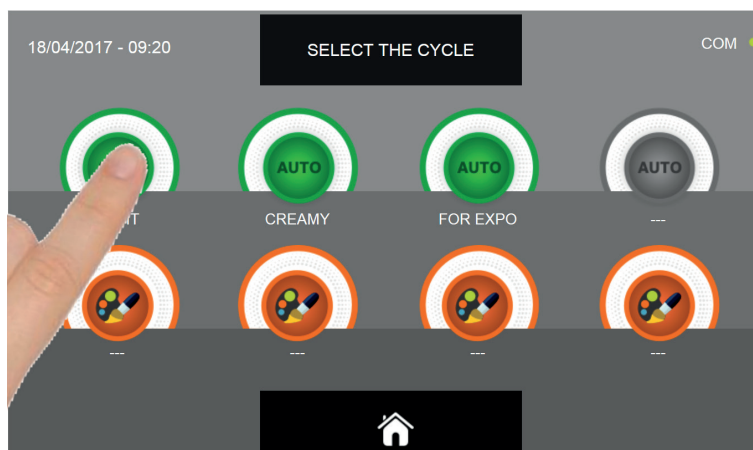 18/04/2017 - 09:20
SELECT THE CYCLE
COM
AUTO
AUTO
AUTO
CREAMY
FOR EXPO
---
---
---
---
---